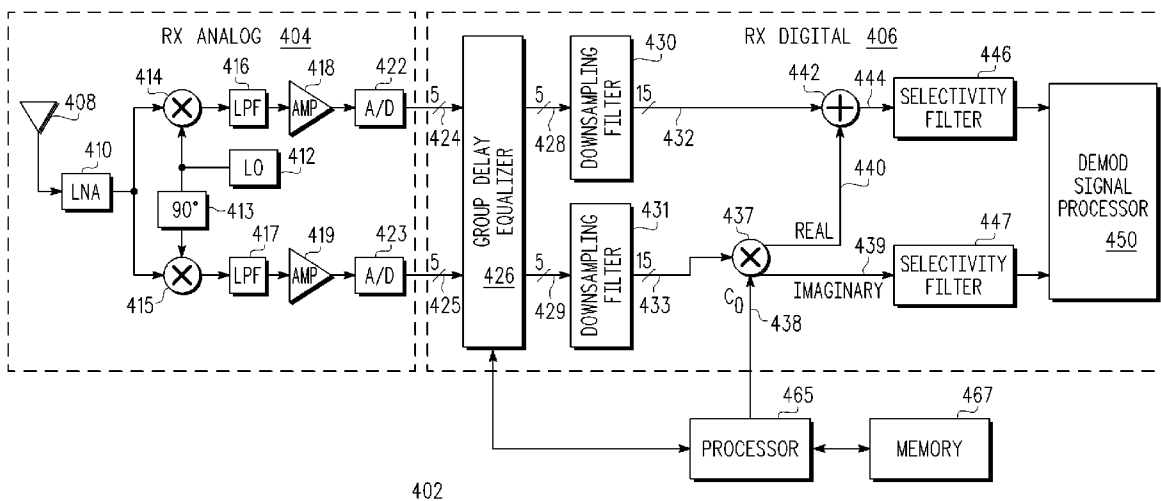 RX ANALOG 404
RX DIGITAL 406
408
410
LNA
414
416
LPF
418
AMP
422
A/D
5
424
LO
412
90°
413
415
417
LPF
419
AMP
423
A/D
5
425
GROUP DELAY
EQUALIZER
426
5
428
430
DOWNSAMPLING
FILTER
15
432
5
429
431
DOWNSAMPLING
FILTER
15
433
442
444
440
437
REAL
439
IMAGINARY
C0
438
446
SELECTIVITY
FILTER
447
SELECTIVITY
FILTER
DEMOD
SIGNAL
PROCESSOR
450
465
PROCESSOR
467
MEMORY
402